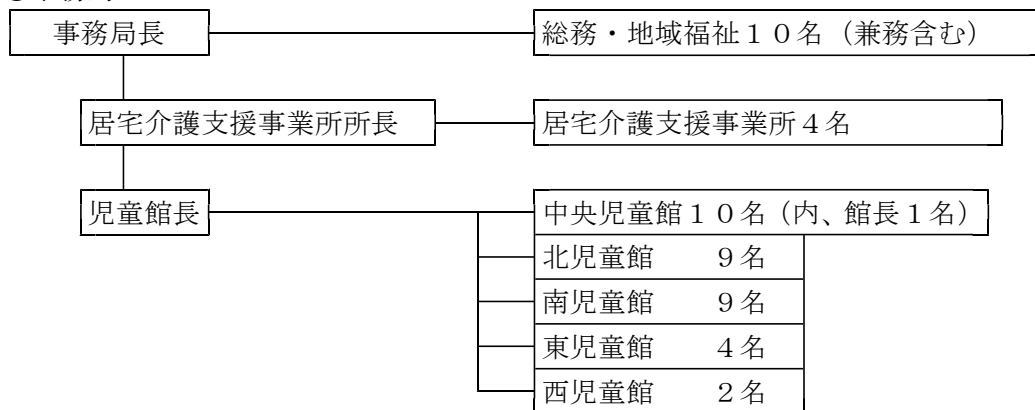 事務局長 総務・地域福祉１０名（兼務含む）
居宅介護支援事業所所長 居宅介護支援事業所４名
児童館長 中央児童館１０名（内、館長１名）
北児童館　　９名
南児童館　　９名
東児童館　　４名
西児童館　　２名